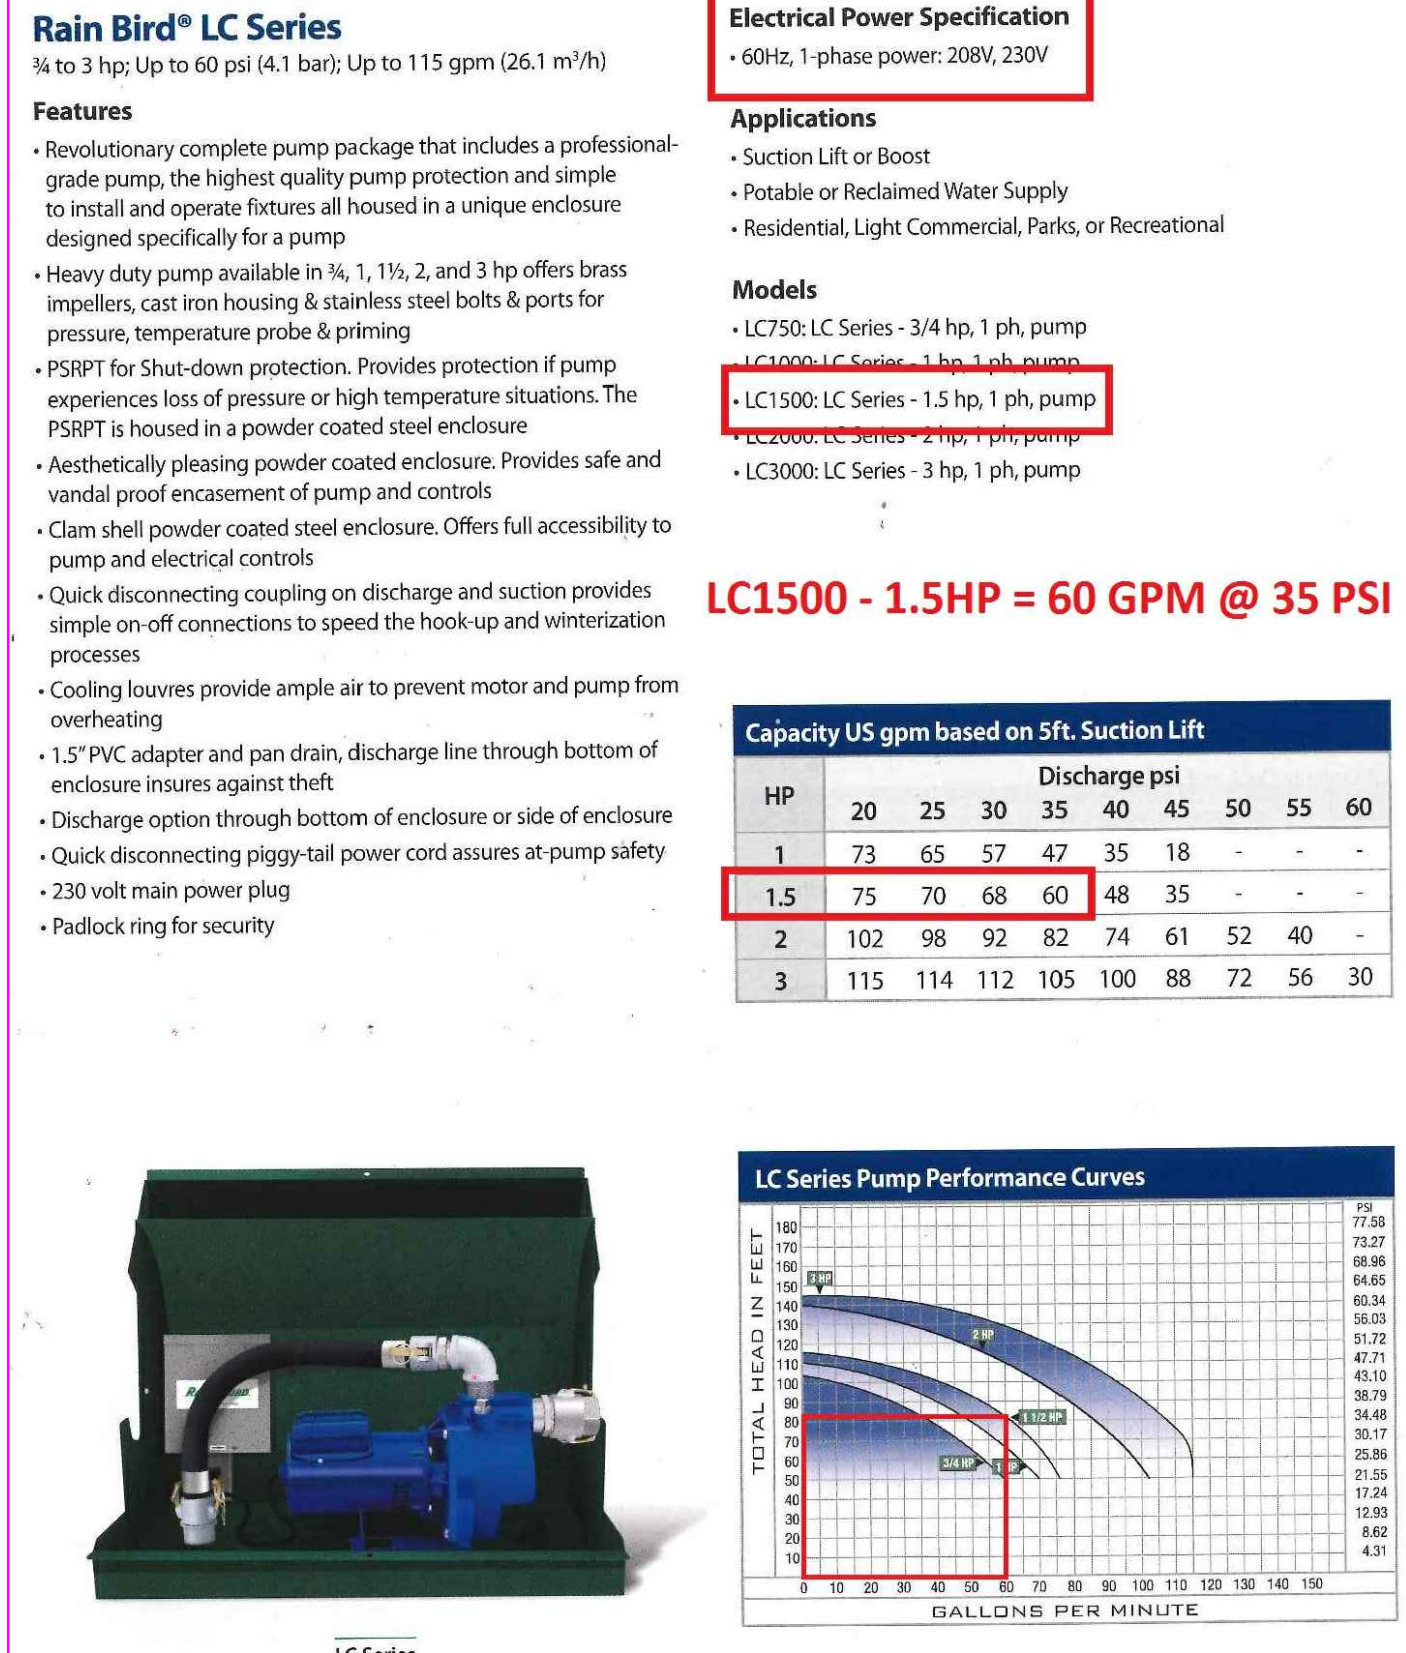 Rain Bird® LC Series
¾ to 3 hp; Up to 60 psi (4.1 bar); Up to 115 gpm (26.1 m³/h)
Features
• Revolutionary complete pump package that includes a professional-
grade pump, the highest quality pump protection and simple
to install and operate fixtures all housed in a unique enclosure
designed specifically for a pump
• Heavy duty pump available in ¾, 1, 1½, 2, and 3 hp offers brass
impellers, cast iron housing & stainless steel bolts & ports for
pressure, temperature probe & priming
• PSRPT for Shut-down protection. Provides protection if pump
experiences loss of pressure or high temperature situations. The
PSRPT is housed in a powder coated steel enclosure
• Aesthetically pleasing powder coated enclosure. Provides safe and
vandal proof encasement of pump and controls
• Clam shell powder coated steel enclosure. Offers full accessibility to
pump and electrical controls
• Quick disconnecting coupling on discharge and suction provides
simple on-off connections to speed the hook-up and winterization
processes
• Cooling louvres provide ample air to prevent motor and pump from
overheating
• 1.5" PVC adapter and pan drain, discharge line through bottom of
enclosure insures against theft
• Discharge option through bottom of enclosure or side of enclosure
• Quick disconnecting piggy-tail power cord assures at-pump safety
• 230 volt main power plug
• Padlock ring for security
LC Series
Electrical Power Specification
• 60Hz, 1-phase power: 208V, 230V
Applications
• Suction Lift or Boost
• Potable or Reclaimed Water Supply
• Residential, Light Commercial, Parks, or Recreational
Models
• LC750: LC Series - 3/4 hp, 1 ph, pump
• LC1000: LC Series - 1 hp, 1 ph, pump
• LC1500: LC Series - 1.5 hp, 1 ph, pump
• LC2000: LC Series - 2 hp, 1 ph, pump
• LC3000: LC Series - 3 hp, 1 ph, pump
LC1500 - 1.5HP = 60 GPM @ 35 PSI
Capacity US gpm based on 5ft. Suction Lift
HP Discharge psi
20 25 30 35 40 45 50 55 60
1 73 65 57 47 35 18 - - -
1.5 75 70 68 60 48 35 - - -
2 102 98 92 82 74 61 52 40 -
3 115 114 112 105 100 88 72 56 30
LC Series Pump Performance Curves
TOTAL HEAD IN FEET
PSI
180 77.58
170 73.27
160 68.96
150 64.65
140 60.34
130 56.03
120 51.72
110 47.71
100 43.10
90 38.79
80 34.48
70 30.17
60 25.86
50 21.55
40 17.24
30 12.93
20 8.62
10 4.31
3 HP
2 HP
1 1/2 HP
3/4 HP
1 HP
0 10 20 30 40 50 60 70 80 90 100 110 120 130 140 150
GALLONS PER MINUTE